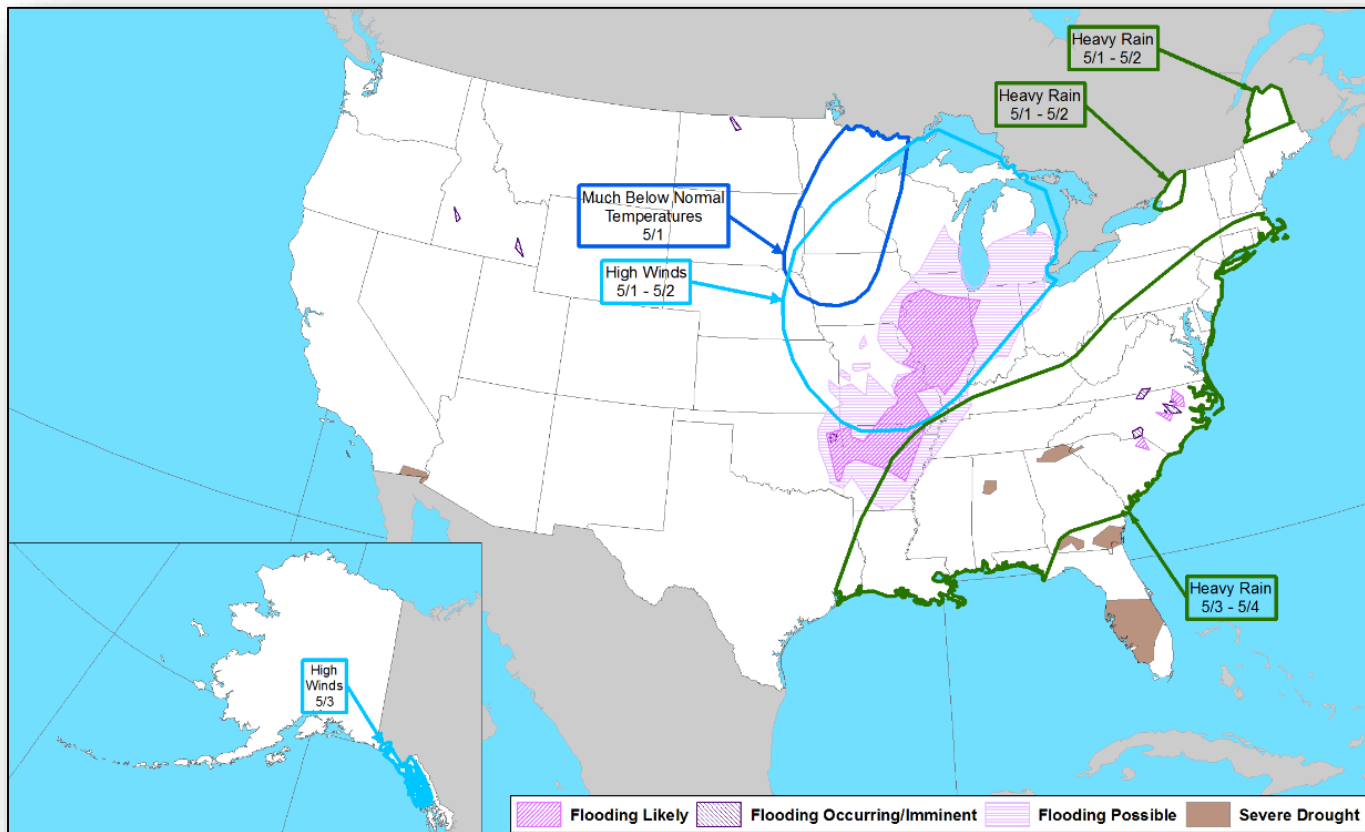 Heavy Rain
5/1 - 5/2
Heavy Rain
5/1 - 5/2
Much Below Normal
Temperatures
5/1
High Winds
5/1 - 5/2
Heavy Rain
5/3 - 5/4
High
Winds
5/3
Flooding Likely
Flooding Occurring/Imminent
Flooding Possible
Severe Drought